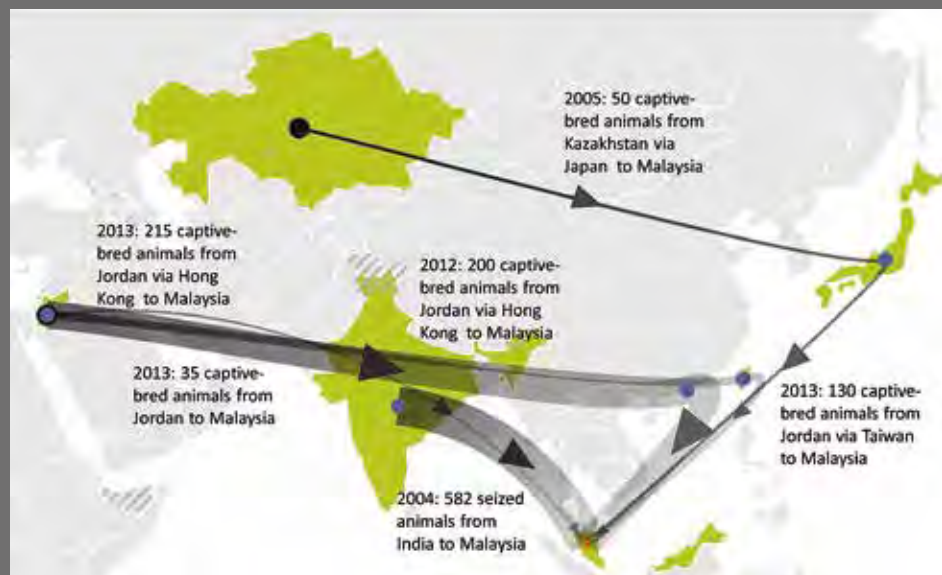 2005: 50 captive-
bred animals from
Kazakhstan via
Japan to Malaysia
2013: 215 captive-
bred animals from
Jordan via Hong
Kong to Malaysia
2012: 200 captive-
bred animals from
Jordan via Hong
Kong to Malaysia
2013: 35 captive-
bred animals from
Jordan to Malaysia
2013: 130 captive-
bred animals from
Jordan via Taiwan
to Malaysia
2004: 582 seized
animals from
India to Malaysia